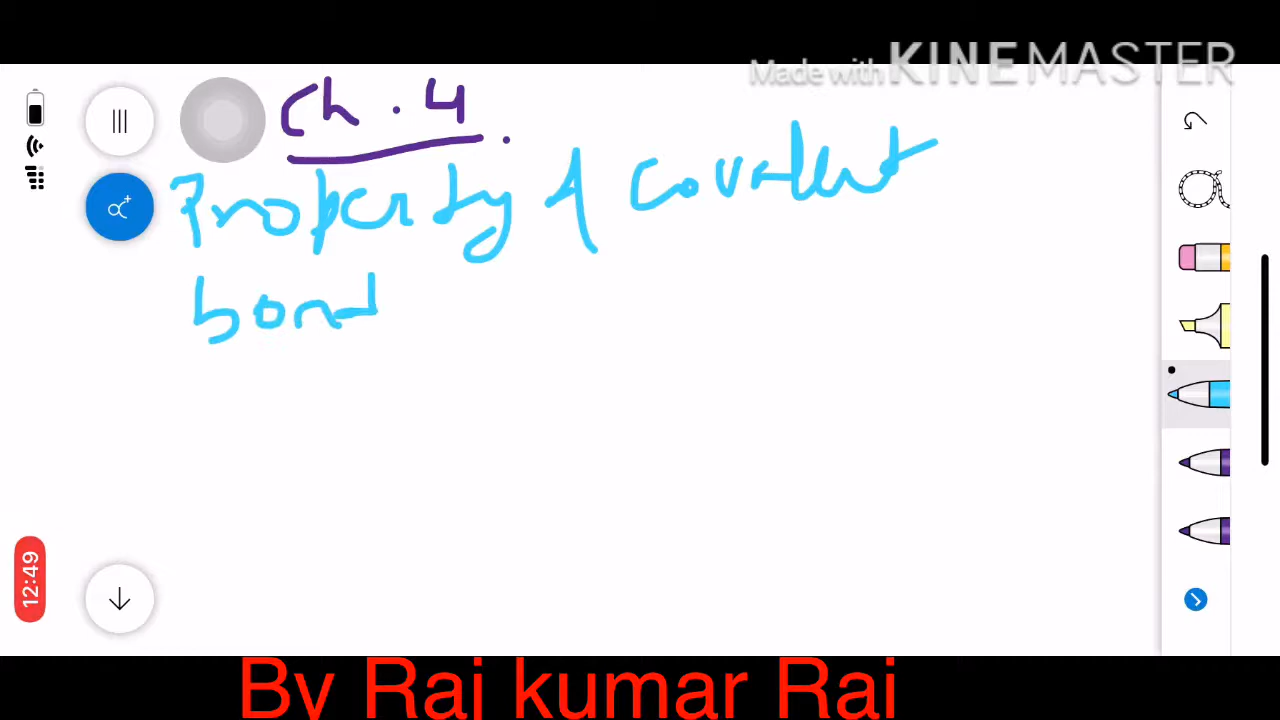 Made with KINEMASTER
Ch. 4.
Property of covalent
bond
12:49
By Raj kumar Rai